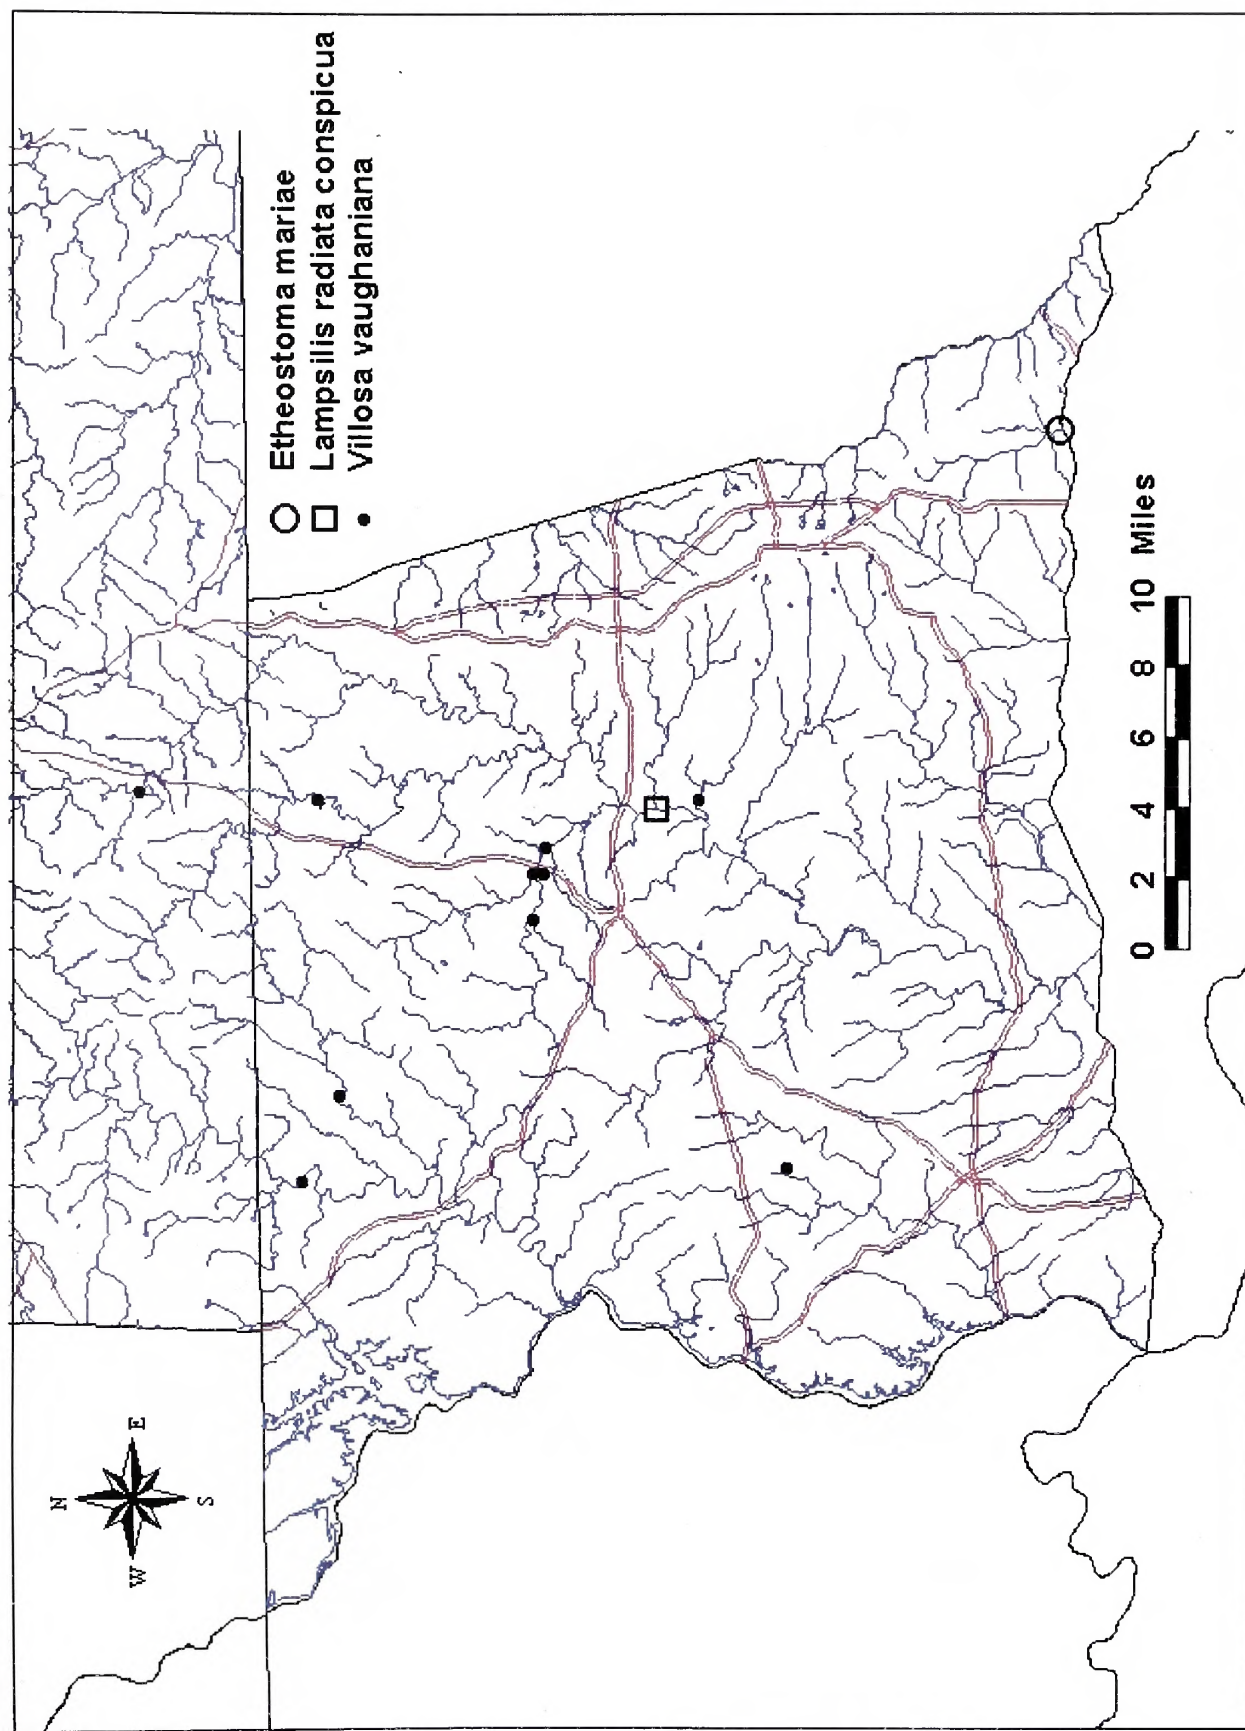 N
W
E
S
Etheostoma mariae
Lampsilis radiata conspicua
Villosa vaughaniana
0 2 4 6 8 10 Miles